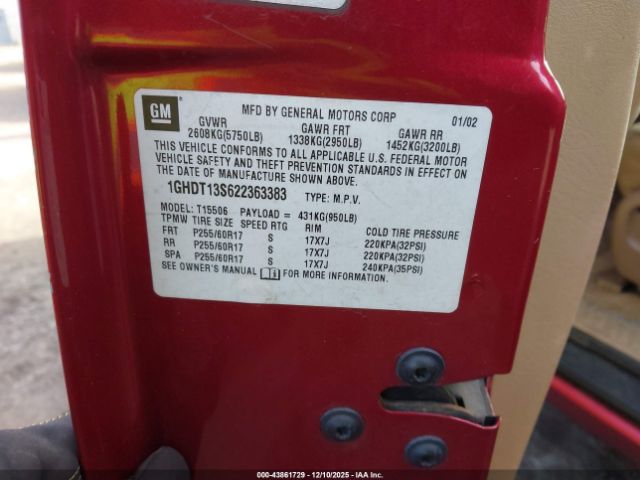 GM
MFD BY GENERAL MOTORS CORP 01/02
GVWR GAWR FRT GAWR RR
2608KG(5750LB) 1338KG(2950LB) 1452KG(3200LB)
THIS VEHICLE CONFORMS TO ALL APPLICABLE U.S. FEDERAL MOTOR
VEHICLE SAFETY AND THEFT PREVENTION STANDARDS IN EFFECT ON
THE DATE OF MANUFACTURE SHOWN ABOVE.
1GHDT13S622363383 TYPE: M.P.V.
MODEL: T15506 PAYLOAD = 431KG(950LB)
TPMW TIRE SIZE SPEED RTG RIM COLD TIRE PRESSURE
FRT P255/60R17 S 17X7J 220KPA(32PSI)
RR P255/60R17 S 17X7J 220KPA(32PSI)
SPA P255/60R17 S 17X7J 240KPA(35PSI)
SEE OWNER'S MANUAL FOR MORE INFORMATION.
000-43861729 - 12/10/2025 - IAA Inc.